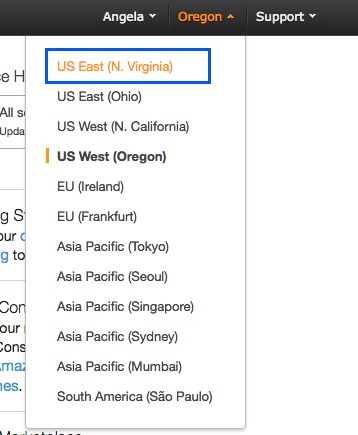 Angela Oregon Support
US East (N. Virginia)
US East (Ohio)
US West (N. California)
US West (Oregon)
EU (Ireland)
EU (Frankfurt)
Asia Pacific (Tokyo)
Asia Pacific (Seoul)
Asia Pacific (Singapore)
Asia Pacific (Sydney)
Asia Pacific (Mumbai)
South America (São Paulo)
All
to